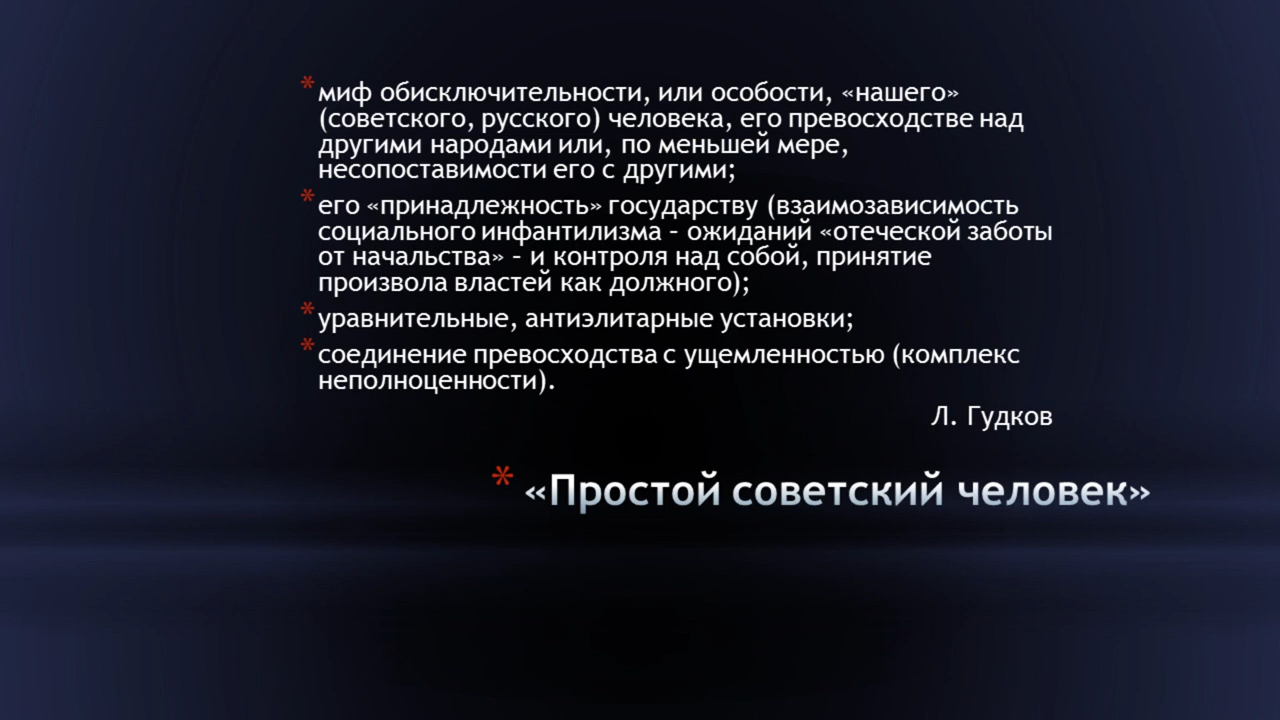 * миф обисключительности, или особости, «нашего»
(советского, русского) человека, его превосходстве над
другими народами или, по меньшей мере,
несопоставимости его с другими;
* его «принадлежность» государству (взаимозависимость
социального инфантилизма – ожиданий «отеческой заботы
от начальства» – и контроля над собой, принятие
произвола властей как должного);
* уравнительные, антиэлитарные установки;
* соединение превосходства с ущемленностью (комплекс
неполноценности).
Л. Гудков
* «Простой советский человек»